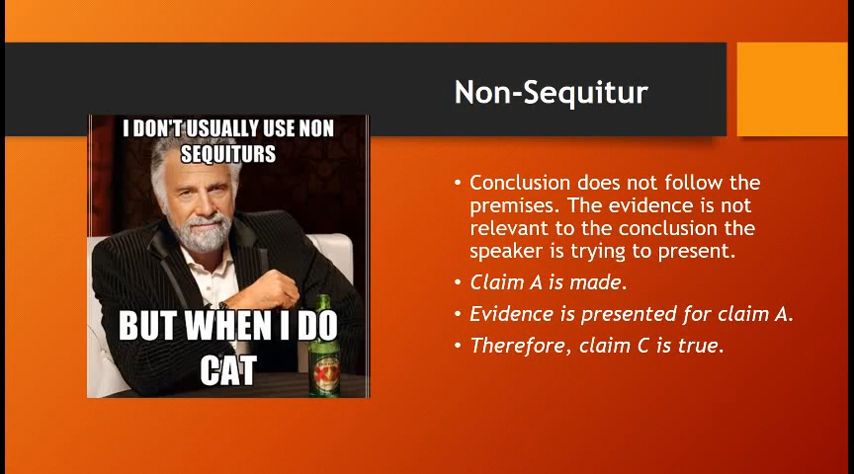 Non-Sequitur
I DON'T USUALLY USE NON
SEQUITURS
BUT WHEN I DO
CAT
• Conclusion does not follow the
premises. The evidence is not
relevant to the conclusion the
speaker is trying to present.
• Claim A is made.
• Evidence is presented for claim A.
• Therefore, claim C is true.